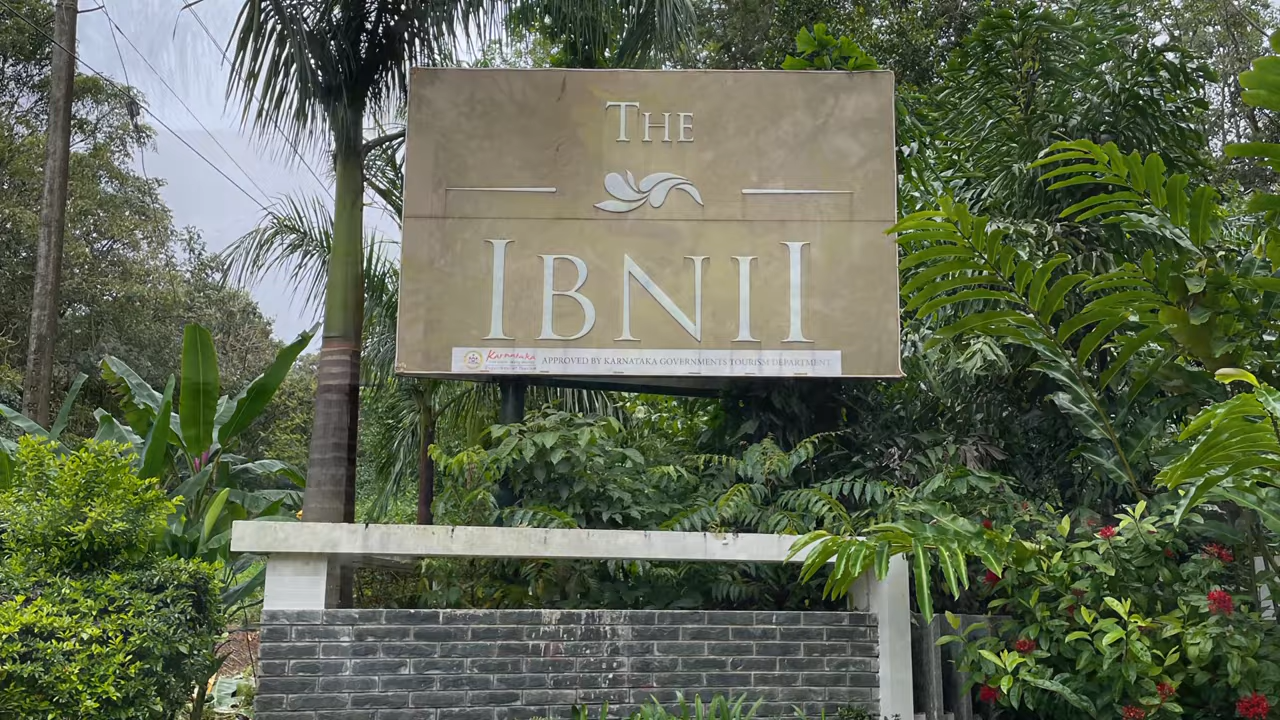 THE
IBNII
Karnataka
APPROVED BY KARNATAKA GOVERNMENTS TOURISM DEPARTMENT